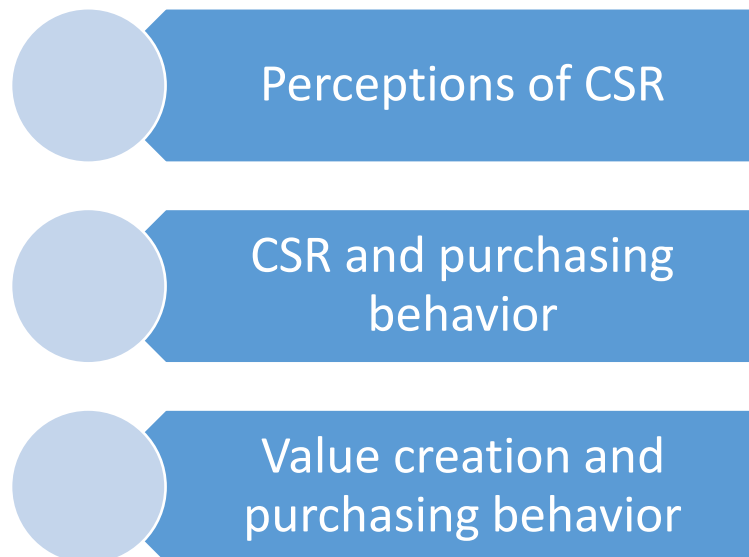 Perceptions of CSR
CSR and purchasing
behavior
Value creation and
purchasing behavior